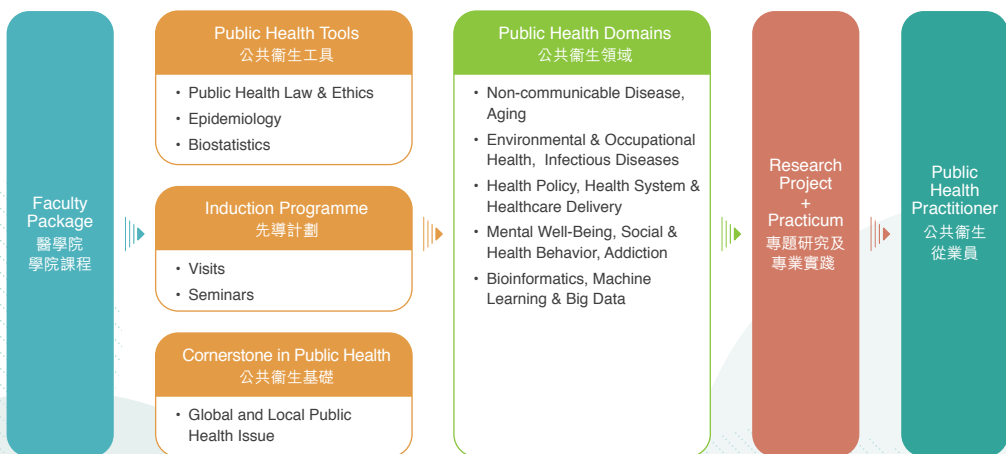 Faculty
Package
醫學院
學院課程
Public Health Tools
公共衞生工具
• Public Health Law & Ethics
• Epidemiology
• Biostatistics
Induction Programme
先導計劃
• Visits
• Seminars
Cornerstone in Public Health
公共衞生基礎
• Global and Local Public
Health Issue
Public Health Domains
公共衞生領域
• Non-communicable Disease,
Aging
• Environmental & Occupational
Health, Infectious Diseases
• Health Policy, Health System &
Healthcare Delivery
• Mental Well-Being, Social &
Health Behavior, Addiction
• Bioinformatics, Machine
Learning & Big Data
Research
Project
+
Practicum
專題研究及
專業實踐
Public
Health
Practitioner
公共衞生
從業員